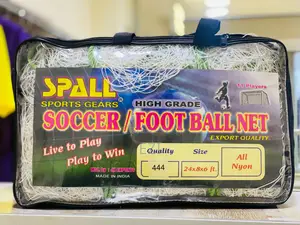 SPALL
SPORTS GEARS
HIGH GRADE
SOCCER / FOOT BALL NET
EXPORT QUALITY
Live to Play
Play to Win
Quality
Size
All
Nyon
444
24x8x6 ft.
MADE IN INDIA